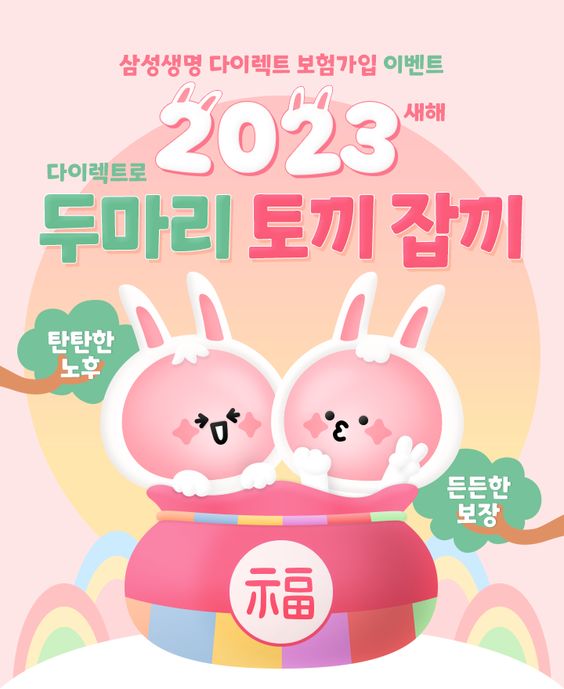 삼성생명 다이렉트 보험가입 이벤트
2023 새해
다이렉트로
두마리 토끼 잡끼
탄탄한
노후
든든한
보장
福